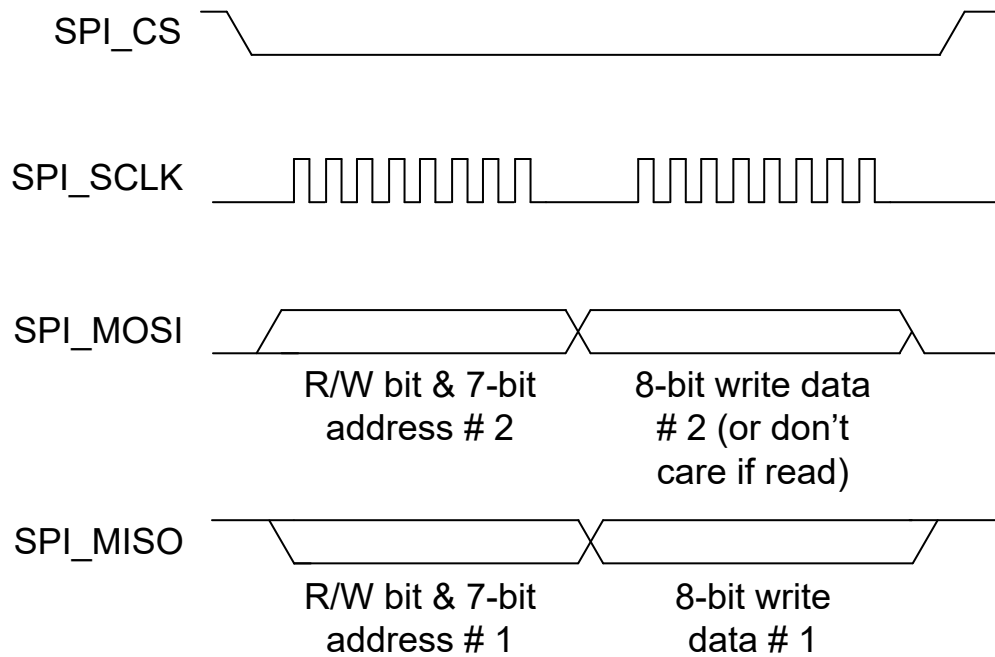 SPI_CS
SPI_SCLK
SPI_MOSI
R/W bit & 7-bit
address # 2
8-bit write data
# 2 (or don’t
care if read)
SPI_MISO
R/W bit & 7-bit
address # 1
8-bit write
data # 1